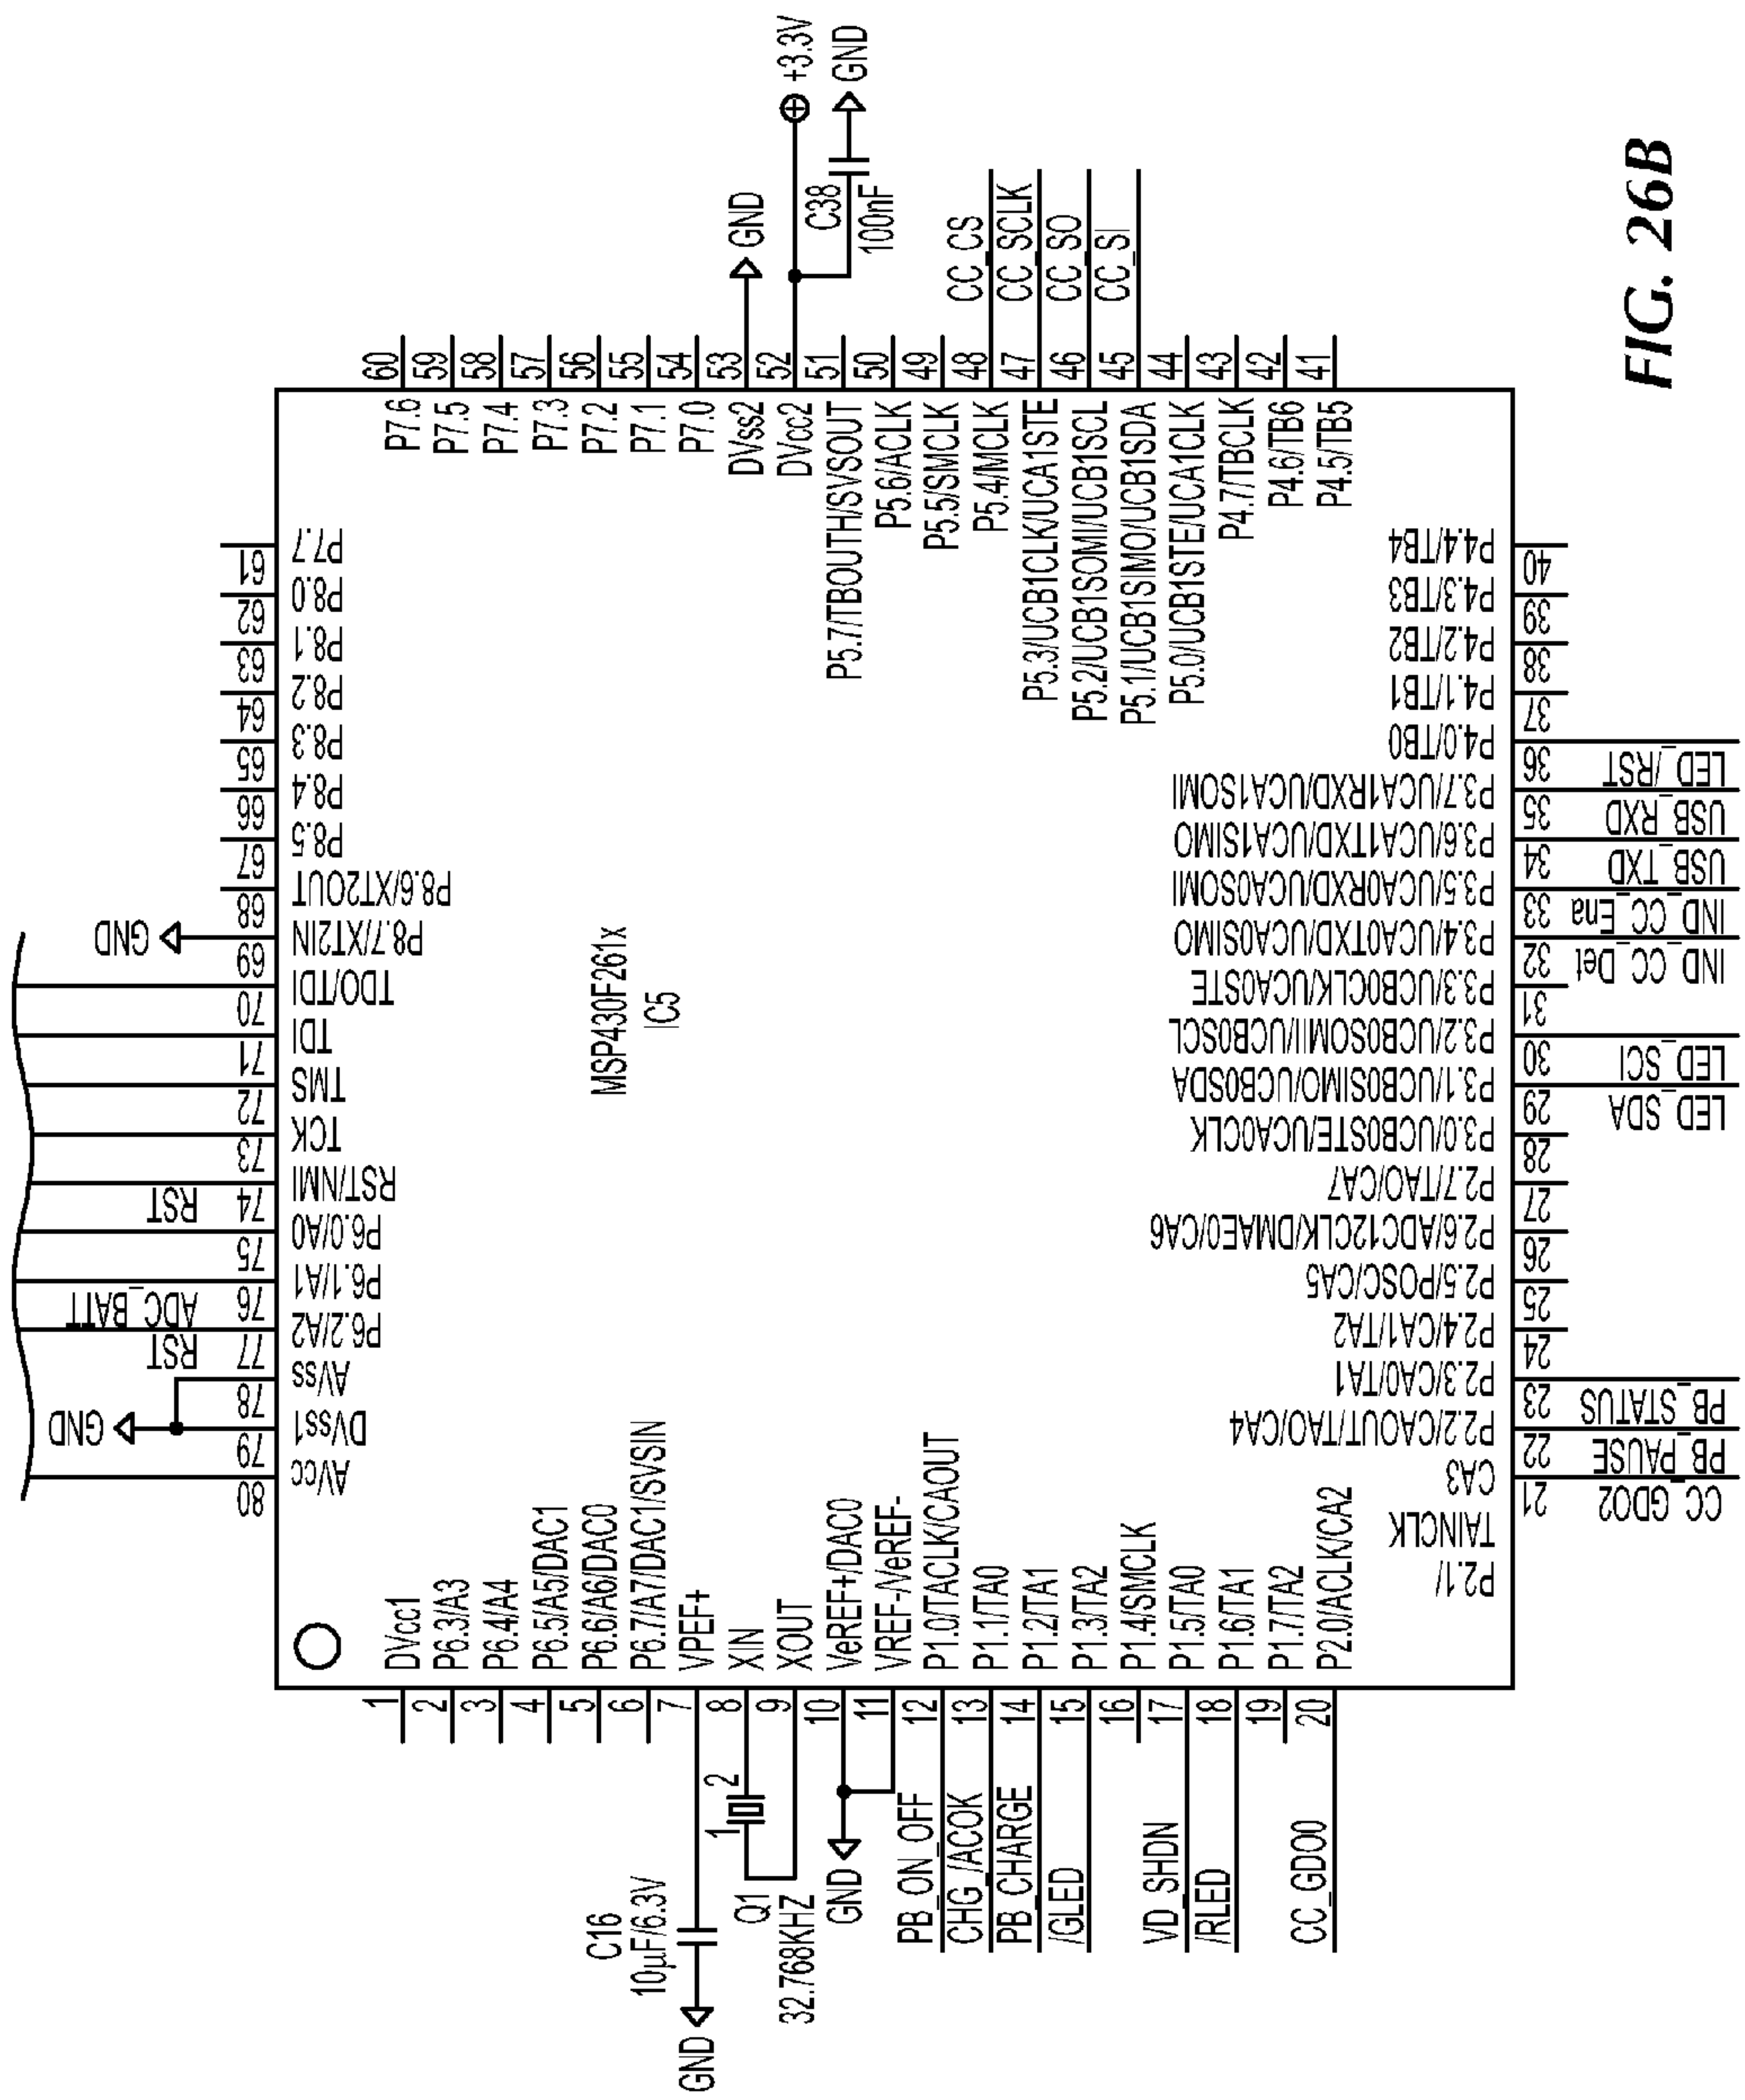 MSP430F261x
IC5
1 DVcc1
2 P6.3/A3
3 P6.4/A4
4 P6.5/A5/DAC1
5 P6.6/A6/DAC0
6 P6.7/A7/DAC1/SVSIN
7 VPEF+
8 XIN
9 XOUT
10 VeREF+/DAC0
11 VREF-/VeREF-
12 P1.0/TACLK/CAOUT
13 P1.1/TA0
14 P1.2/TA1
15 P1.3/TA2
16 P1.4/SMCLK
17 P1.5/TA0
18 P1.6/TA1
19 P1.7/TA2
20 P2.0/ACLK/CA2
GND
C16
10µF/6.3V
1 2
Q1
32.768KHZ
GND
PB_ON_OFF
CHG_/ACOK
PB_CHARGE
/GLED
VD_SHDN
/RLED
CC_GDO0
P2.1/
TAINCLK
CA3
21 CC_GDO2
P2.2/CAOUT/TAO/CA4
22 PB_PAUSE
P2.3/CA0/TA1
23 PB_STATUS
P2.4/CA1/TA2
24
P2.5/POSC/CA5
25
P2.6/ADC12CLK/DMAE0/CA6
26
P2.7/TAO/CA7
27
P3.0/UCB0STE/UCA0CLK
28
P3.1/UCB0SIMO/UCB0SDA
29 LED_SDA
P3.2/UCB0SOMII/UCB0SCL
30 LED_SCI
P3.3/UCB0CLK/UCA0STE
31
P3.4/UCA0TXD/UCA0SIMO
32 IND_CC_Det
P3.5/UCA0RXD/UCA0SOMI
33 IND_CC_Ena
P3.6/UCA1TXD/UCA1SIMO
34 USB_TXD
P3.7/UCA1RXD/UCA1SOMI
35 USB_RXD
P4.0/TB0
36 LED_/RST
P4.1/TB1
37
P4.2/TB2
38
P4.3/TB3
39
P4.4/TB4
40
P4.5/TB5 41
P4.6/TB6 42
P4.7/TBCLK 43
P5.0/UCB1STE/UCA1CLK 44
P5.1/UCB1SIMO/UCB1SDA 45 CC_SI
P5.2/UCB1SOMI/UCB1SCL 46 CC_SO
P5.3/UCB1CLK/UCA1STE 47 CC_SCLK
P5.4/MCLK 48 CC_CS
P5.5/SMCLK 49
P5.6/ACLK 50
P5.7/TBOUTH/SVSOUT 51
DVcc2 52
+3.3V
C38
100nF
GND
DVss2 53
GND
P7.0 54
P7.1 55
P7.2 56
P7.3 57
P7.4 58
P7.5 59
P7.6 60
61 P7.7
62 P8.0
63 P8.1
64 P8.2
65 P8.3
66 P8.4
67 P8.5
68 P8.6/XT2OUT
69 P8.7/XT2IN
GND
70 TDO/TDI
71 TDI
72 TMS
73 TCK
74 RST/NMI
RST
75 P6.0/A0
76 P6.1/A1
ADC_BATT
77 P6.2/A2
RST
78 AVss
79 DVss1
GND
80 AVcc
FIG. 26B